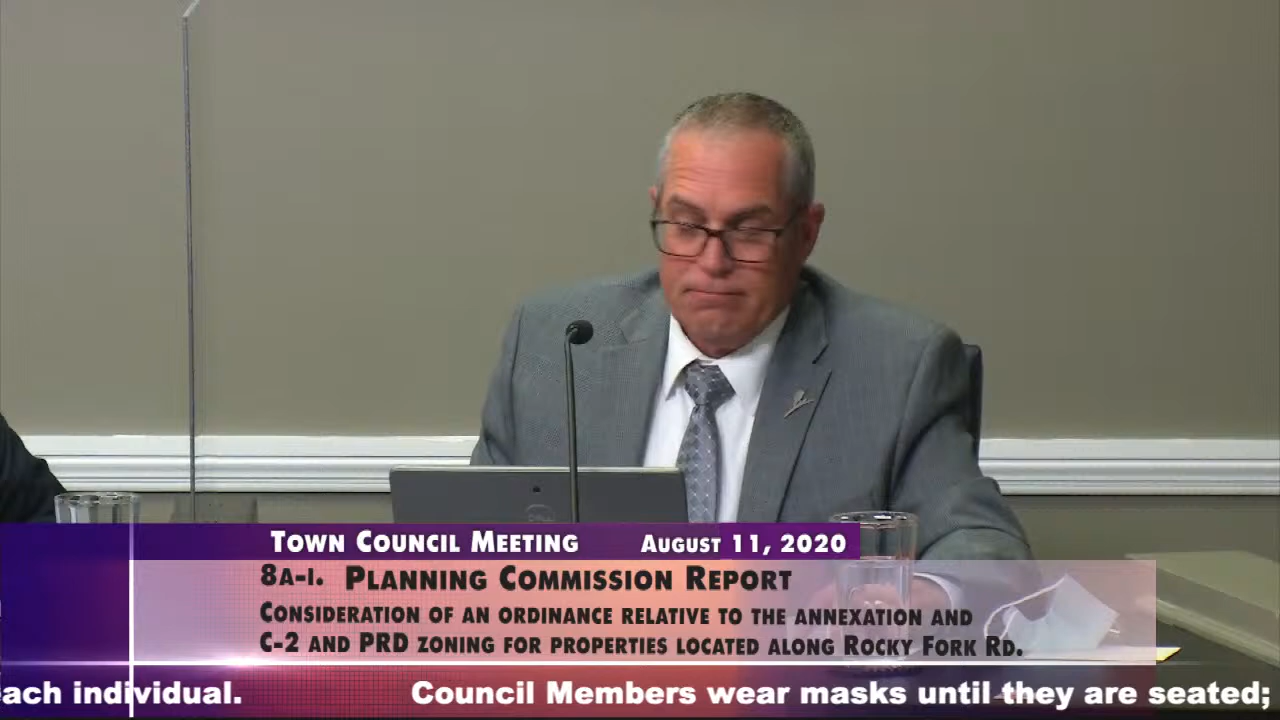 Town Council Meeting August 11, 2020
8a-i. Planning Commission Report
Consideration of an ordinance relative to the annexation and
C-2 and PRD zoning for properties located along Rocky Fork Rd.
ach individual. Council Members wear masks until they are seated;